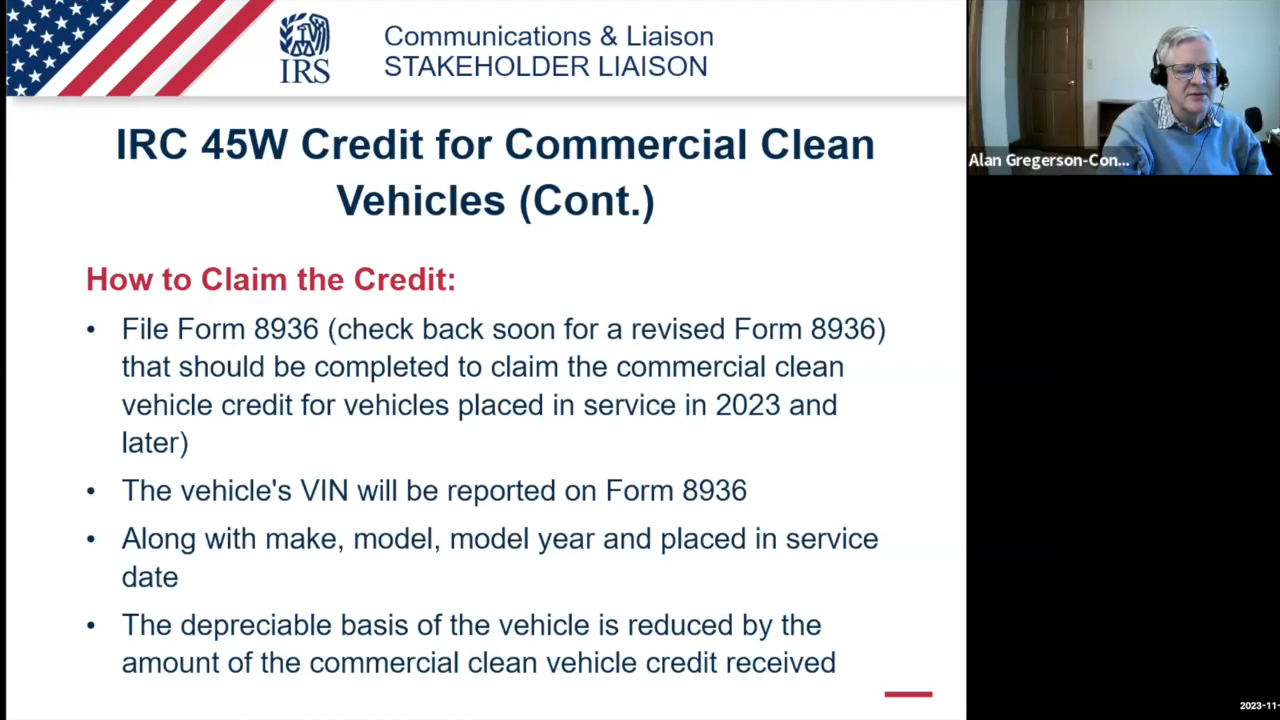 IRS
Communications & Liaison
STAKEHOLDER LIAISON
Alan Gregerson-Con...
IRC 45W Credit for Commercial Clean
Vehicles (Cont.)
How to Claim the Credit:
• File Form 8936 (check back soon for a revised Form 8936)
that should be completed to claim the commercial clean
vehicle credit for vehicles placed in service in 2023 and
later)
• The vehicle's VIN will be reported on Form 8936
• Along with make, model, model year and placed in service
date
• The depreciable basis of the vehicle is reduced by the
amount of the commercial clean vehicle credit received
2023-11-